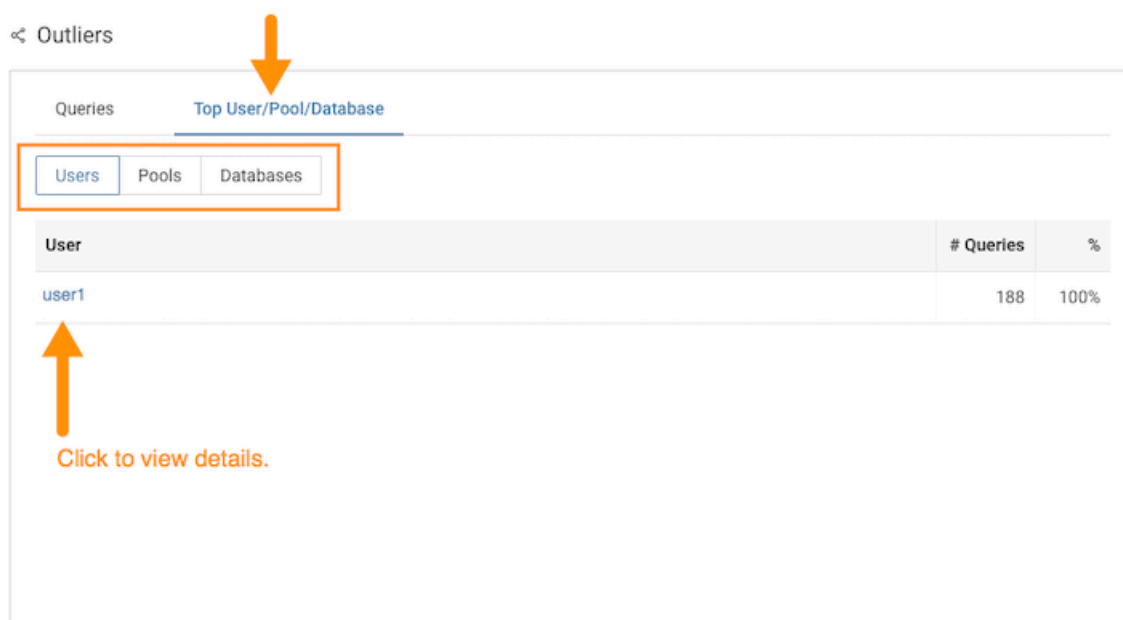 Outliers
Queries Top User/Pool/Database
Users Pools Databases
User # Queries %
user1 188 100%
Click to view details.